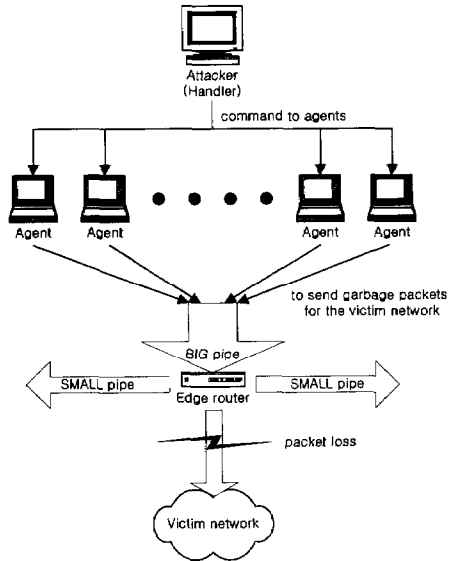 Attacker
(Handler)
command to agents
Agent
Agent
Agent
Agent
to send garbage packets
for the victim network
BIG pipe
SMALL pipe
SMALL pipe
Edge router
packet loss
Victim network